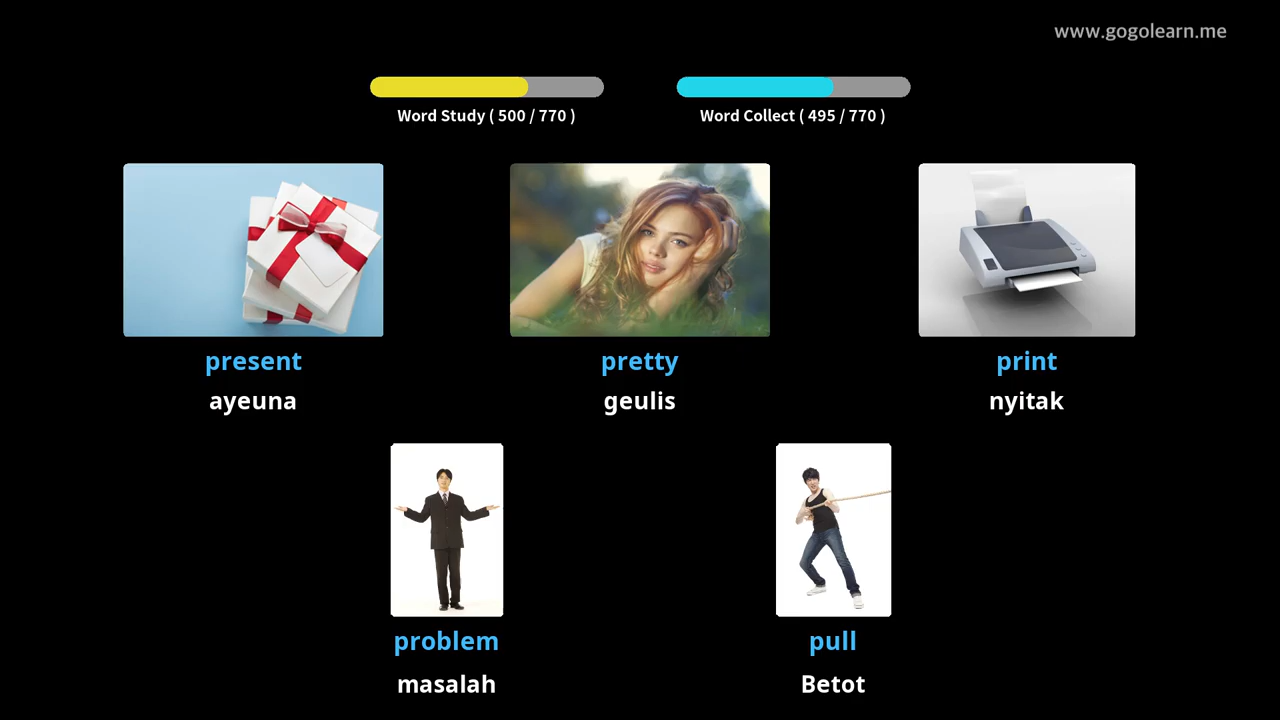 www.gogolearn.me
Word Study ( 500 / 770 )
Word Collect ( 495 / 770 )
present
ayeuna
pretty
geulis
print
nyitak
problem
masalah
pull
Betot